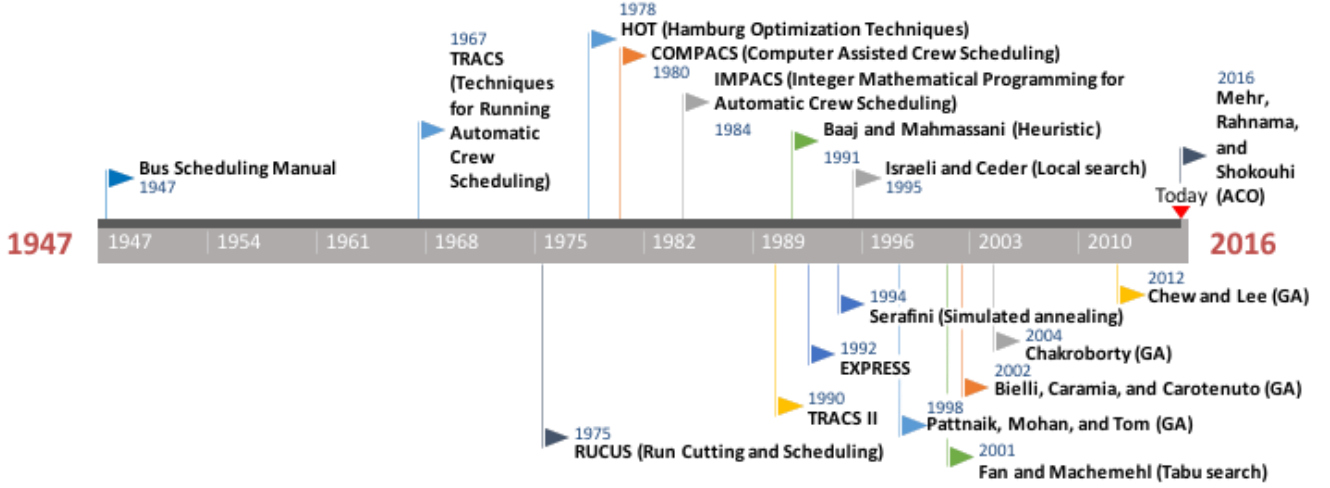 1978
HOT (Hamburg Optimization Techniques)
COMPACS (Computer Assisted Crew Scheduling)
1980
1967
TRACS
(Techniques
for Running
Automatic
Crew
Scheduling)
IMPACS (Integer Mathematical Programming for
Automatic Crew Scheduling)
1984
2016
Mehr,
Rahnama,
and
Shokouhi
(ACO)
Baaj and Mahmassani (Heuristic)
1991
Bus Scheduling Manual
1947
Israeli and Ceder (Local search)
1995
Today
1947
1947 1954 1961 1968 1975 1982 1989 1996 2003 2010
2016
2012
Chew and Lee (GA)
1994
Serafini (Simulated annealing)
2004
Chakroborty (GA)
1992
EXPRESS
2002
Bielli, Caramia, and Carotenuto (GA)
1990
TRACS II
1998
Pattnaik, Mohan, and Tom (GA)
1975
RUCUS (Run Cutting and Scheduling)
2001
Fan and Machemehl (Tabu search)